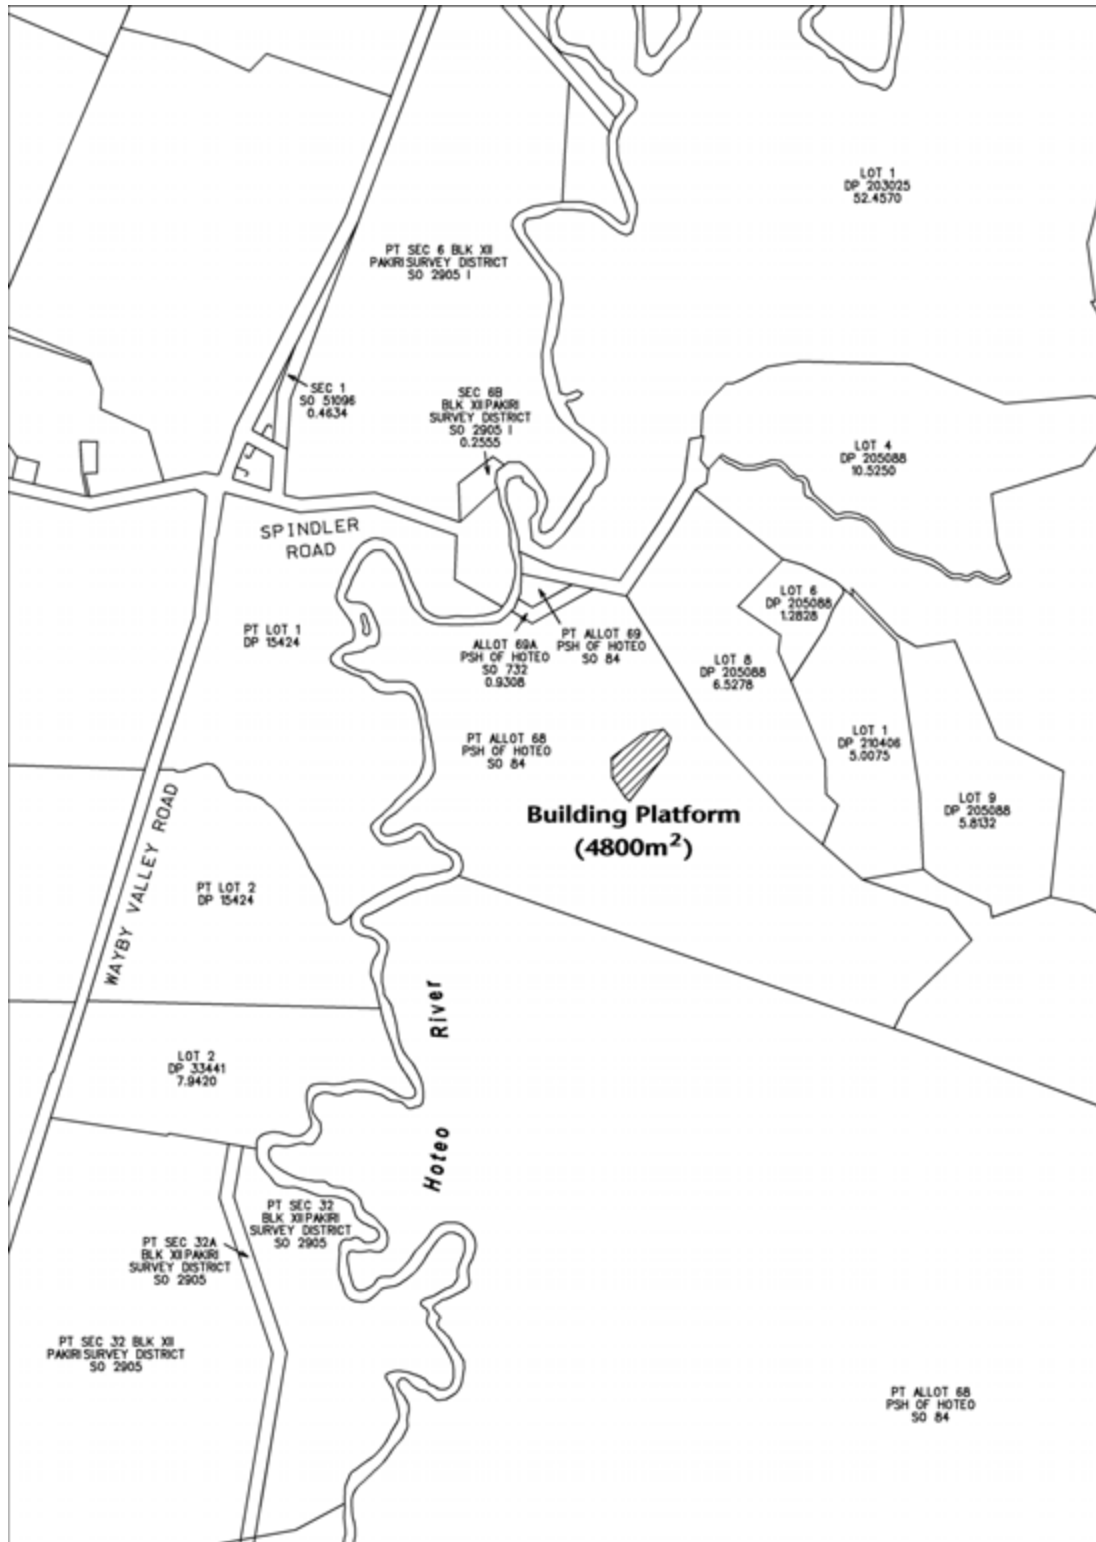 LOT 1
DP 203025
52.4570
PT SEC 6 BLK XII
PAKIRI SURVEY DISTRICT
SO 2905 I
SEC 1
SO 51096
0.4634
SEC 6B
BLK XII PAKIRI
SURVEY DISTRICT
SO 2905 I
0.2555
LOT 4
DP 205088
10.5250
SPINDLER
ROAD
LOT 6
DP 205088
1.2828
PT LOT 1
DP 15424
ALLOT 69A
PSH OF HOTEO
SO 732
0.9308
PT ALLOT 69
PSH OF HOTEO
SO 84
LOT 8
DP 205088
6.5278
PT ALLOT 68
PSH OF HOTEO
SO 84
LOT 1
DP 210406
5.0075
LOT 9
DP 205088
5.8132
Building Platform
(4800m²)
WAYBY VALLEY ROAD
PT LOT 2
DP 15424
Hoteo River
LOT 2
DP 33441
7.9420
PT SEC 32
BLK XII PAKIRI
SURVEY DISTRICT
SO 2905
PT SEC 32A
BLK XII PAKIRI
SURVEY DISTRICT
SO 2905
PT SEC 32 BLK XII
PAKIRI SURVEY DISTRICT
SO 2905
PT ALLOT 68
PSH OF HOTEO
SO 84